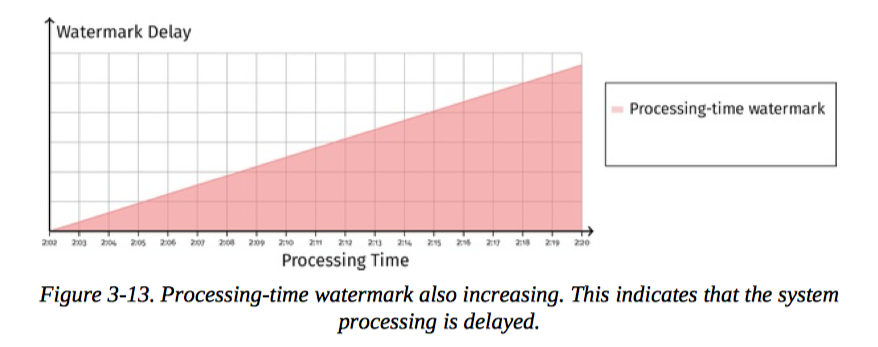 Watermark Delay
Processing-time watermark
2:02 2:03 2:04 2:05 2:06 2:07 2:08 2:09 2:10 2:11 2:12 2:13 2:14 2:15 2:16 2:17 2:18 2:19 2:20
Processing Time
Figure 3-13. Processing-time watermark also increasing. This indicates that the system
processing is delayed.